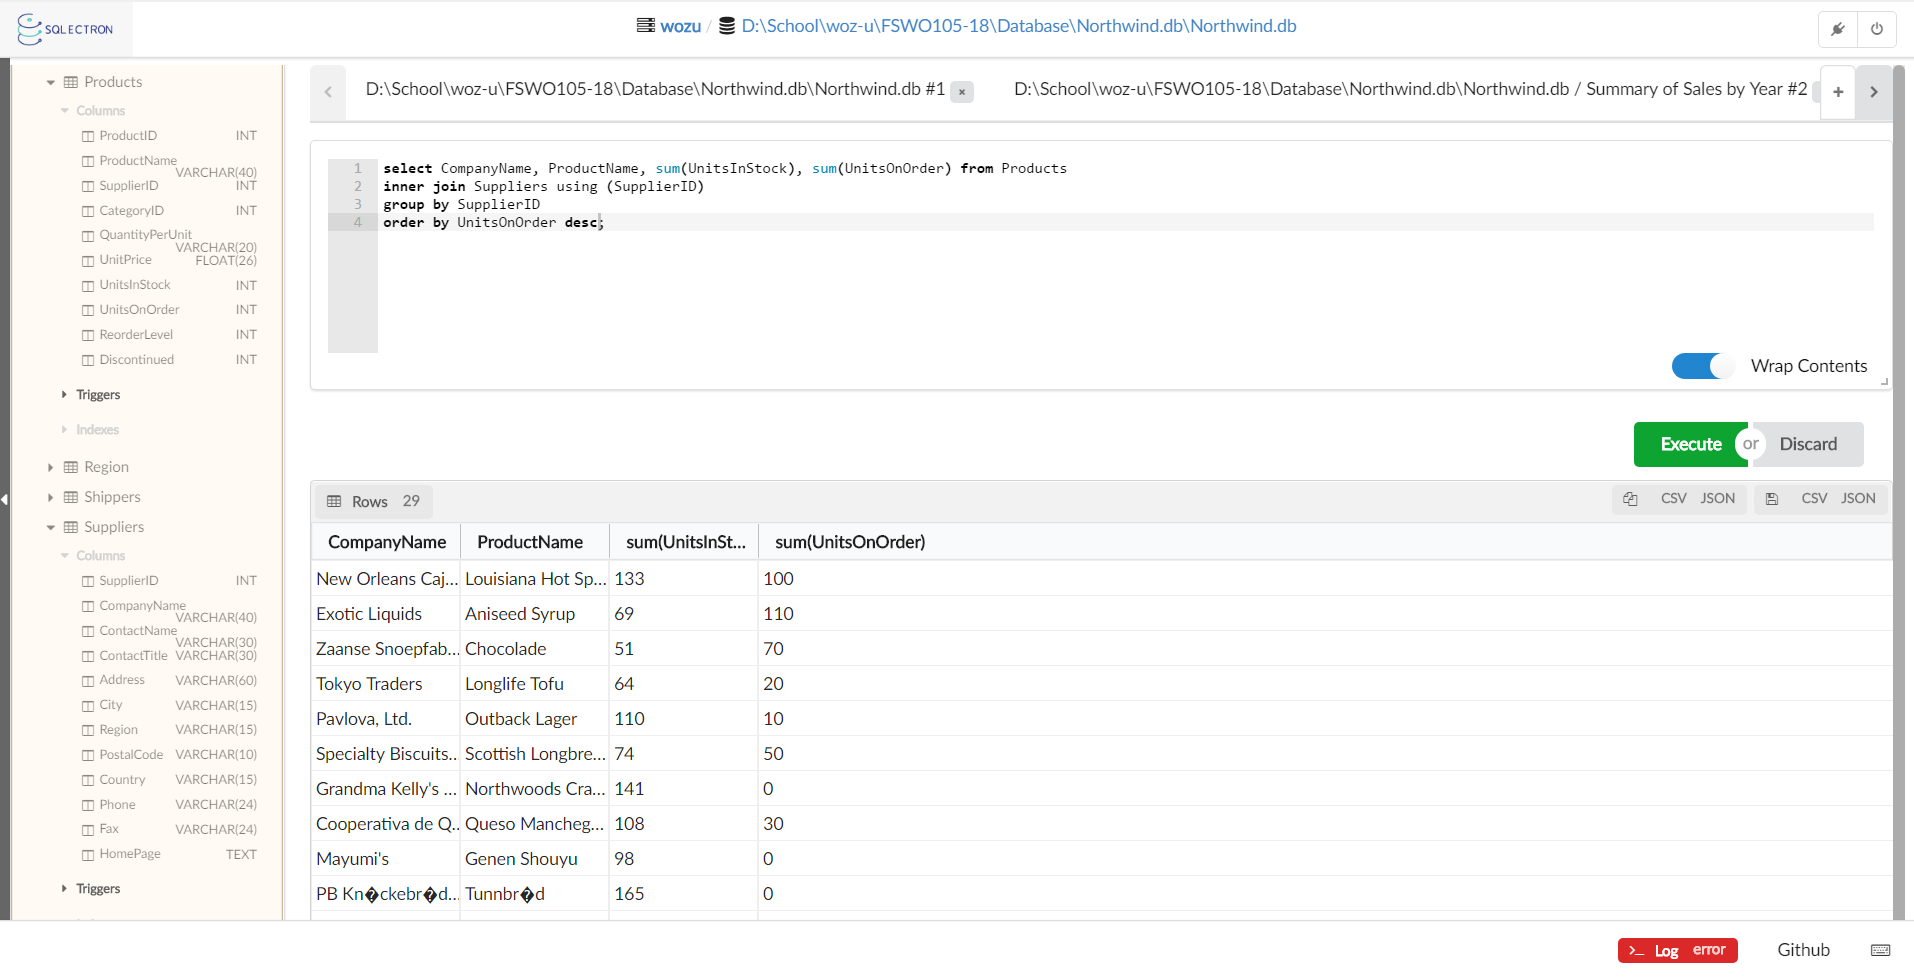 SQLECTRON
wozu / D:\School\woz-u\FSWO105-18\Database\Northwind.db\Northwind.db
Products
Columns
ProductID INT
ProductName VARCHAR(40)
SupplierID INT
CategoryID INT
QuantityPerUnit VARCHAR(20)
UnitPrice FLOAT(26)
UnitsInStock INT
UnitsOnOrder INT
ReorderLevel INT
Discontinued INT
Triggers
Indexes
Region
Shippers
Suppliers
Columns
SupplierID INT
CompanyName VARCHAR(40)
ContactName VARCHAR(30)
ContactTitle VARCHAR(30)
Address VARCHAR(60)
City VARCHAR(15)
Region VARCHAR(15)
PostalCode VARCHAR(10)
Country VARCHAR(15)
Phone VARCHAR(24)
Fax VARCHAR(24)
HomePage TEXT
Triggers
D:\School\woz-u\FSWO105-18\Database\Northwind.db\Northwind.db #1 ×
D:\School\woz-u\FSWO105-18\Database\Northwind.db\Northwind.db / Summary of Sales by Year #2
+
1 select CompanyName, ProductName, sum(UnitsInStock), sum(UnitsOnOrder) from Products
2 inner join Suppliers using (SupplierID)
3 group by SupplierID
4 order by UnitsOnOrder desc;
Wrap Contents
Execute or Discard
Rows 29
CSV JSON CSV JSON
CompanyName ProductName sum(UnitsInSt... sum(UnitsOnOrder)
New Orleans Caj... Louisiana Hot Sp... 133 100
Exotic Liquids Aniseed Syrup 69 110
Zaanse Snoepfab... Chocolade 51 70
Tokyo Traders Longlife Tofu 64 20
Pavlova, Ltd. Outback Lager 110 10
Specialty Biscuits... Scottish Longbre... 74 50
Grandma Kelly's ... Northwoods Cra... 141 0
Cooperativa de Q... Queso Mancheg... 108 30
Mayumi's Genen Shouyu 98 0
PB Kn�ckebr�d... Tunnbr�d 165 0
>_ Log error
Github